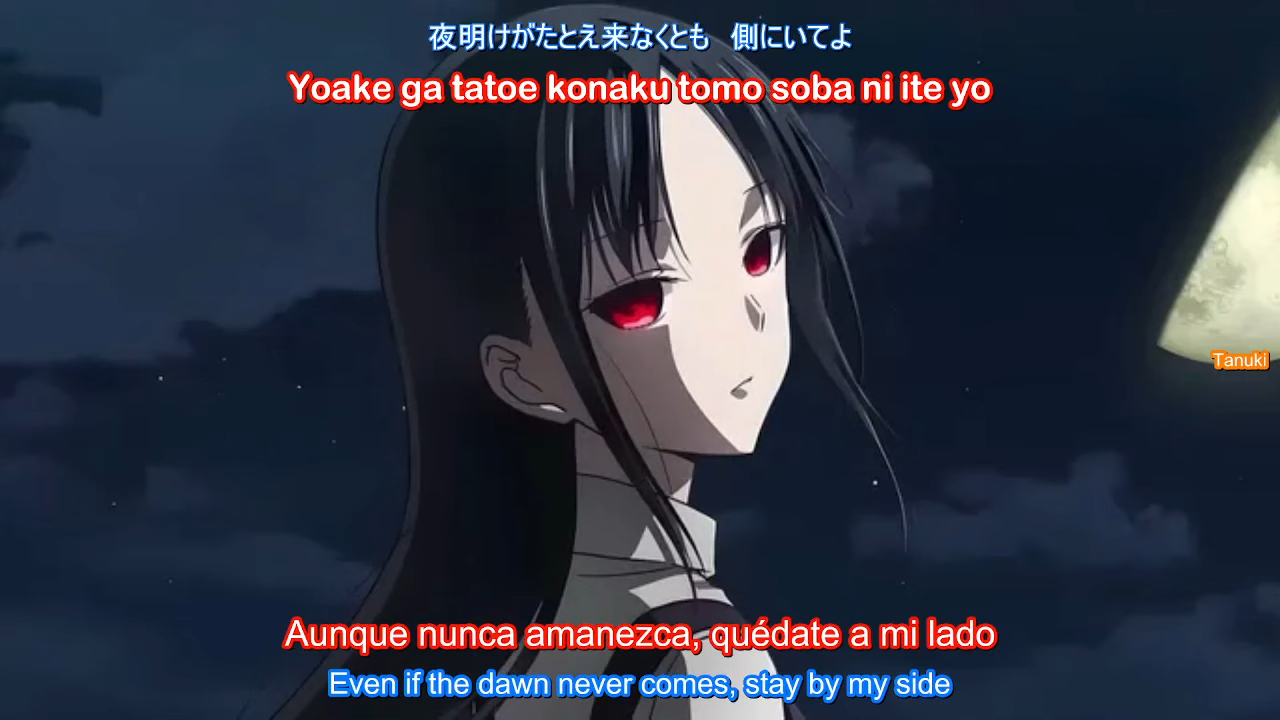 夜明けがたとえ来なくとも　側にいてよ
Yoake ga tatoe konaku tomo soba ni ite yo
Tanuki
Aunque nunca amanezca, quédate a mi lado
Even if the dawn never comes, stay by my side